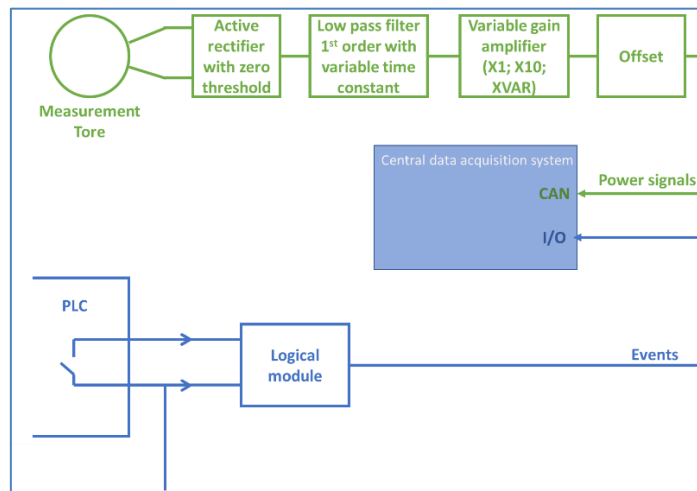 Measurement
Tore
Active
rectifier
with zero
threshold
Low pass filter
1st order with
variable time
constant
Variable gain
amplifier
(X1; X10;
XVAR)
Offset
Central data acquisition system
CAN
Power signals
I/O
PLC
Logical
module
Events